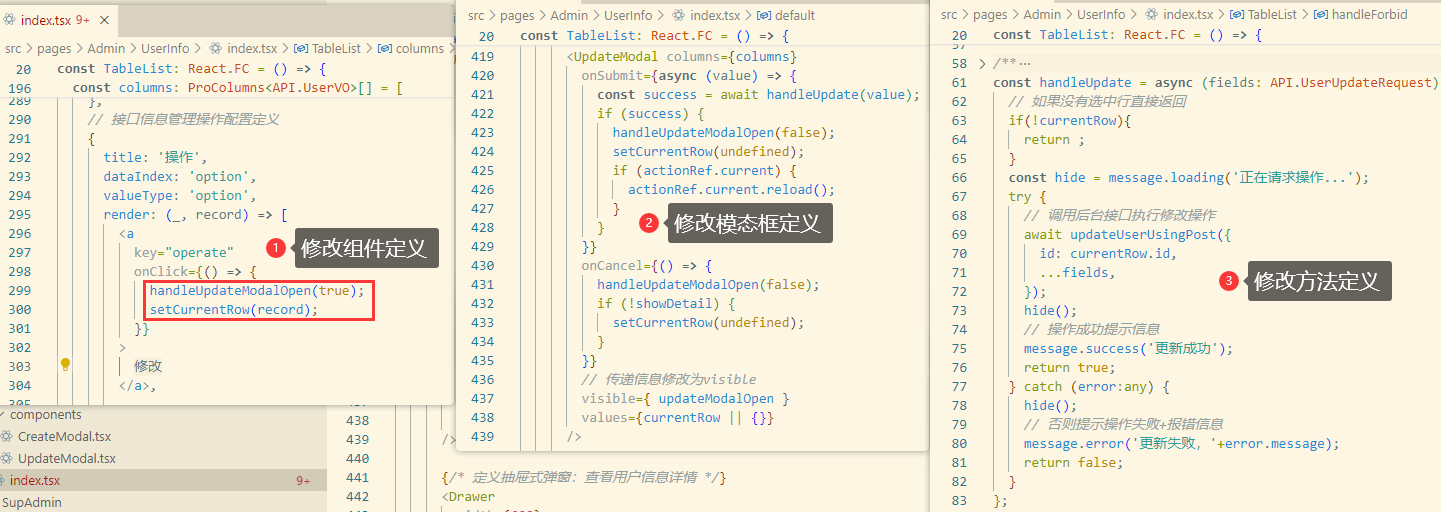 index.tsx 9+ ×
src > pages > Admin > UserInfo > index.tsx > TableList > columns
20 const TableList: React.FC = () => {
196 const columns: ProColumns<API.UserVO>[] = [
289 },
290 // 接口信息管理操作配置定义
291 {
292 title: '操作',
293 dataIndex: 'option',
294 valueType: 'option',
295 render: (_, record) => [
296 <a
297 key="operate"
298 onClick={() => {
299 handleUpdateModalOpen(true);
300 setCurrentRow(record);
301 }}
302 >
303 修改
304 </a>,
1 修改组件定义
components
CreateModal.tsx
UpdateModal.tsx
index.tsx 9+
SupAdmin
src > pages > Admin > UserInfo > index.tsx > default
20 const TableList: React.FC = () => {
419 <UpdateModal columns={columns}
420 onSubmit={async (value) => {
421 const success = await handleUpdate(value);
422 if (success) {
423 handleUpdateModalOpen(false);
424 setCurrentRow(undefined);
425 if (actionRef.current) {
426 actionRef.current.reload();
427 }
428 }
429 }}
430 onCancel={() => {
431 handleUpdateModalOpen(false);
432 if (!showDetail) {
433 setCurrentRow(undefined);
434 }
435 }}
436 // 传递信息修改为visible
437 visible={ updateModalOpen }
438 values={currentRow || {}}
439 />
2 修改模态框定义
438
439 />
440
441 {/* 定义抽屉式弹窗: 查看用户信息详情 */}
442 <Drawer
src > pages > Admin > UserInfo > index.tsx > TableList > handleForbid
20 const TableList: React.FC = () => {
57
58 > /**…
61 const handleUpdate = async (fields: API.UserUpdateRequest)
62 // 如果没有选中行直接返回
63 if(!currentRow){
64 return ;
65 }
66 const hide = message.loading('正在请求操作...');
67 try {
68 // 调用后台接口执行修改操作
69 await updateUserUsingPost({
70 id: currentRow.id,
71 ...fields,
72 });
73 hide();
74 // 操作成功提示信息
75 message.success('更新成功');
76 return true;
77 } catch (error:any) {
78 hide();
79 // 否则提示操作失败+报错信息
80 message.error('更新失败, '+error.message);
81 return false;
82 }
83 };
3 修改方法定义